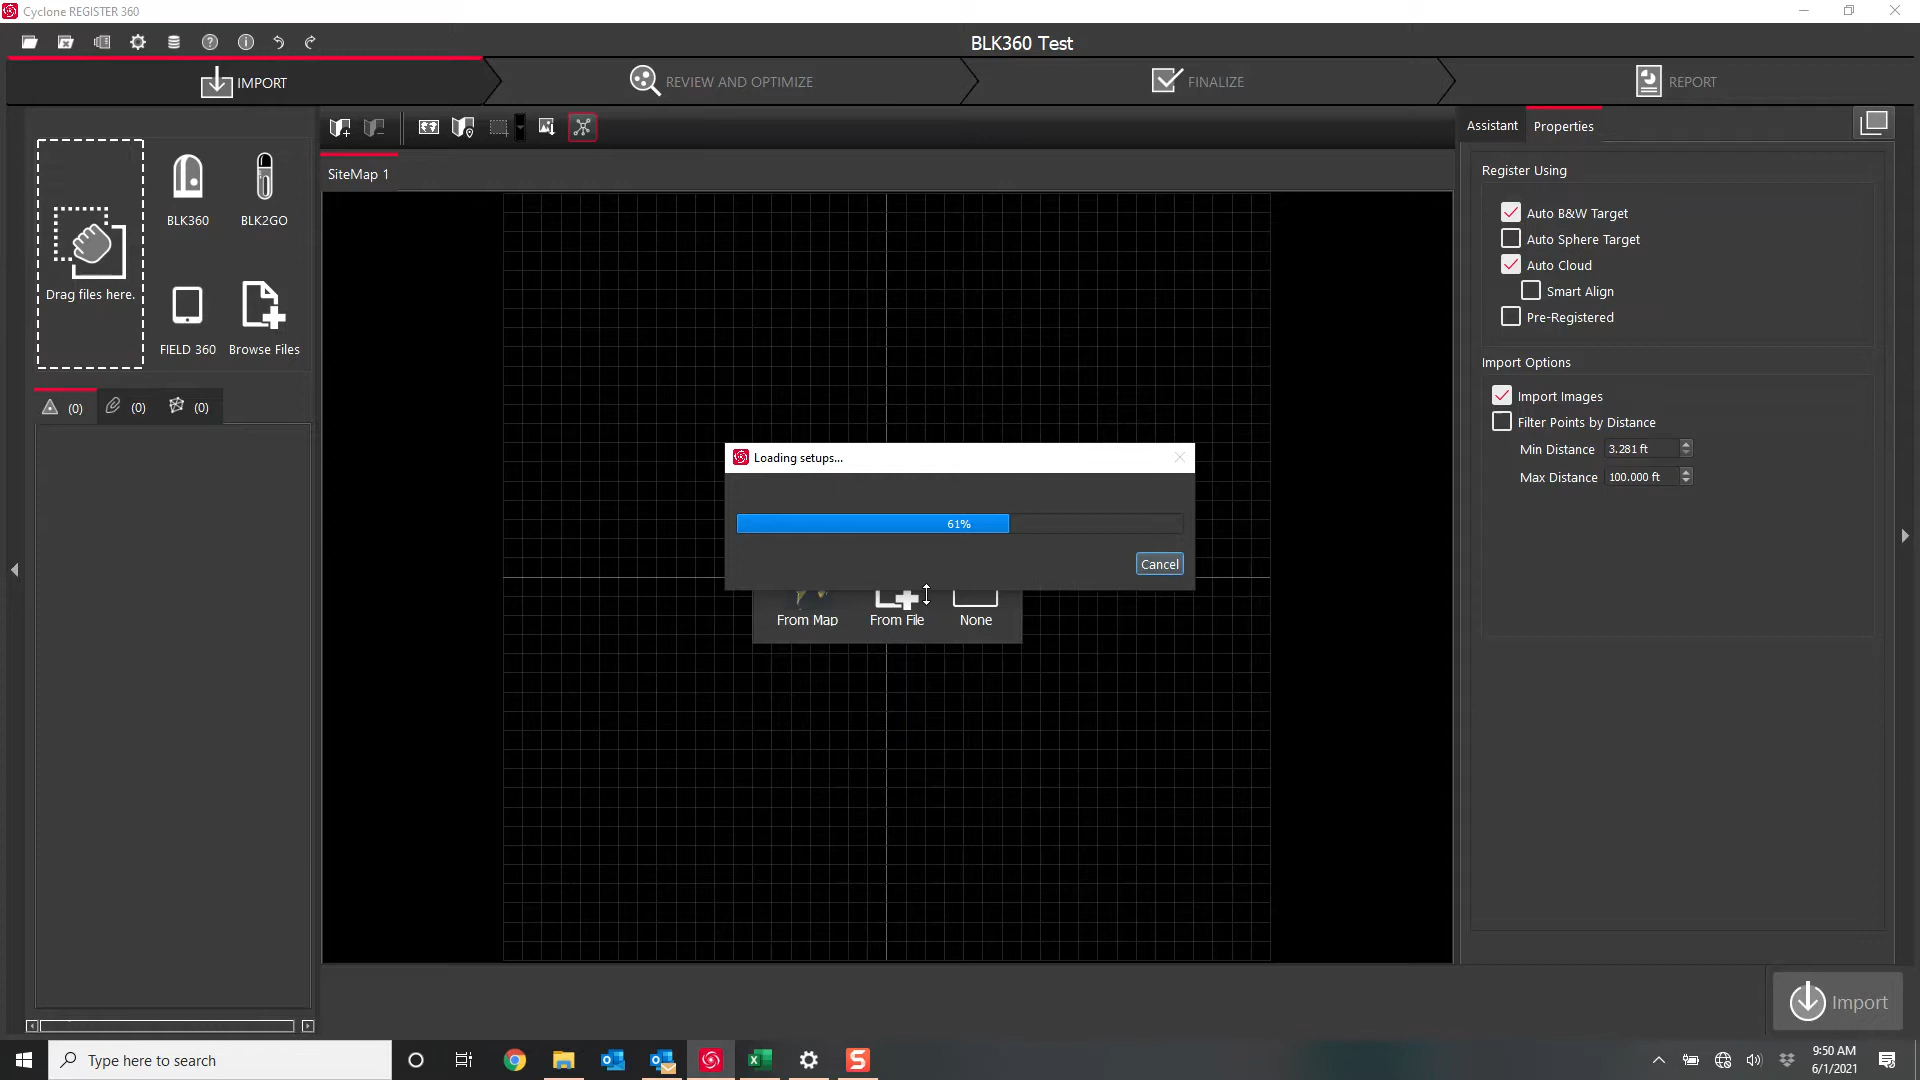 Cyclone REGISTER 360
BLK360 Test
IMPORT
REVIEW AND OPTIMIZE
FINALIZE
REPORT
Drag files here.
BLK360
BLK2GO
FIELD 360
Browse Files
(0)
(0)
(0)
SiteMap 1
Loading setups...
61%
Cancel
From Map
From File
None
Assistant
Properties
Register Using
Auto B&W Target
Auto Sphere Target
Auto Cloud
Smart Align
Pre-Registered
Import Options
Import Images
Filter Points by Distance
Min Distance 3.281 ft
Max Distance 100.000 ft
Import
Type here to search
9:50 AM
6/1/2021